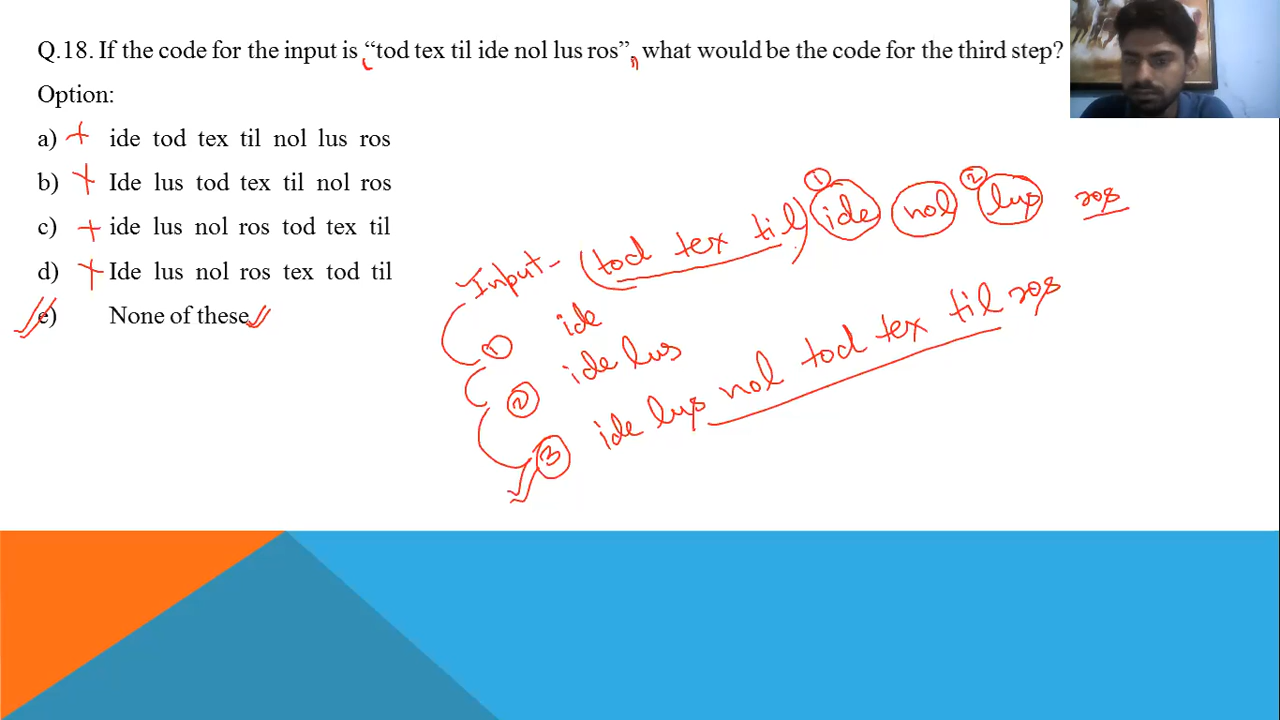 Q.18. If the code for the input is “tod tex til ide nol lus ros”, what would be the code for the third step?
Option:
a) ide tod tex til nol lus ros
b) Ide lus tod tex til nol ros
c) ide lus nol ros tod tex til
d) Ide lus nol ros tex tod til
e) None of these
Input- (tod tex til) ide nol lus ros
1 2
1 ide
2 ide lus
3 ide lus nol tod tex til ros